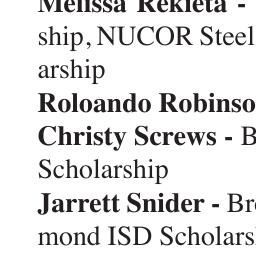 Melissa Rekieta -
ship, NUCOR Steel
arship
Roloando Robinso
Christy Screws - B
Scholarship
Jarrett Snider - Br
mond ISD Scholars